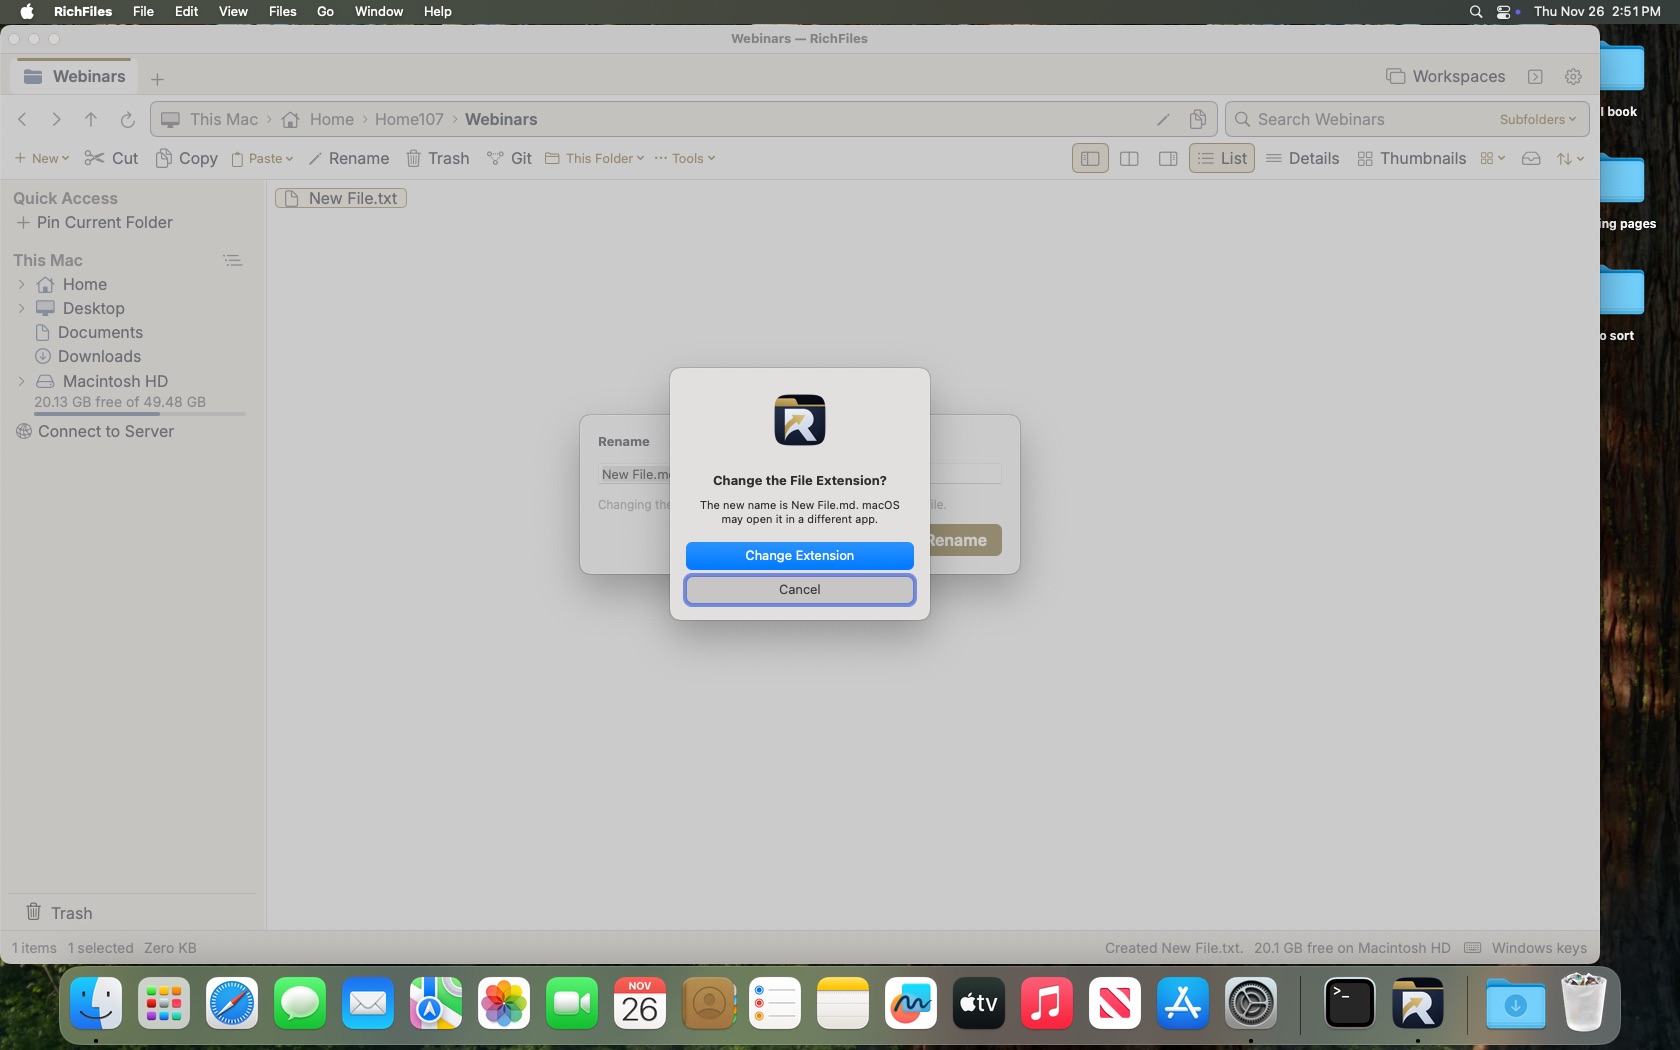 RichFiles File Edit View Files Go Window Help Thu Nov 26 2:51 PM
Webinars — RichFiles
Webinars
Workspaces
This Mac Home Home107 Webinars
Search Webinars Subfolders
New Cut Copy Paste Rename Trash Git This Folder Tools List Details Thumbnails
Quick Access
Pin Current Folder
This Mac
Home
Desktop
Documents
Downloads
Macintosh HD
20.13 GB free of 49.48 GB
Connect to Server
Trash
New File.txt
Rename
New File.m
Changing the
ile.
Rename
Change the File Extension?
The new name is New File.md. macOS
may open it in a different app.
Change Extension
Cancel
1 items 1 selected Zero KB
Created New File.txt. 20.1 GB free on Macintosh HD Windows keys
l book
ing pages
o sort
NOV
26
tv